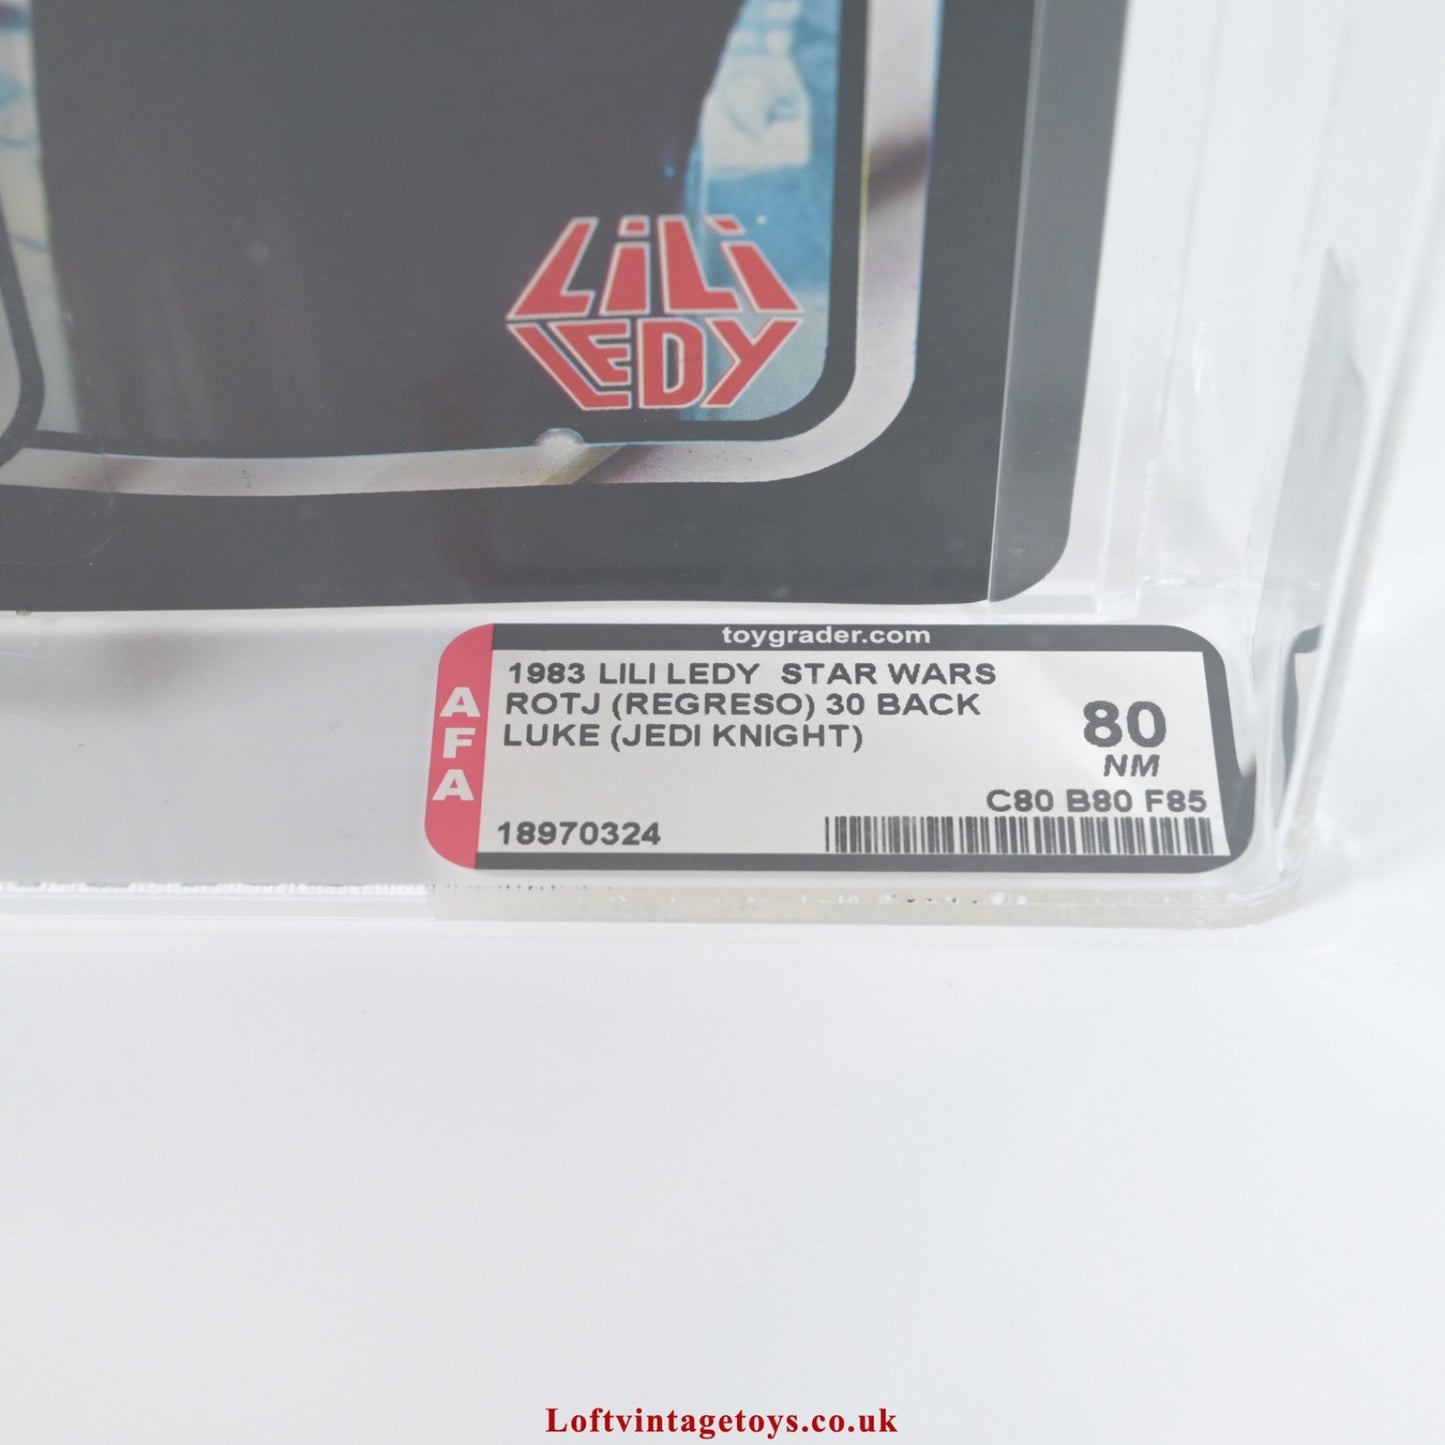 LiLi
LEDY
toygrader.com
AFA
1983 LILI LEDY STAR WARS
ROTJ (REGRESO) 30 BACK
LUKE (JEDI KNIGHT)
80
NM
C80 B80 F85
18970324
Loftvintagetoys.co.uk